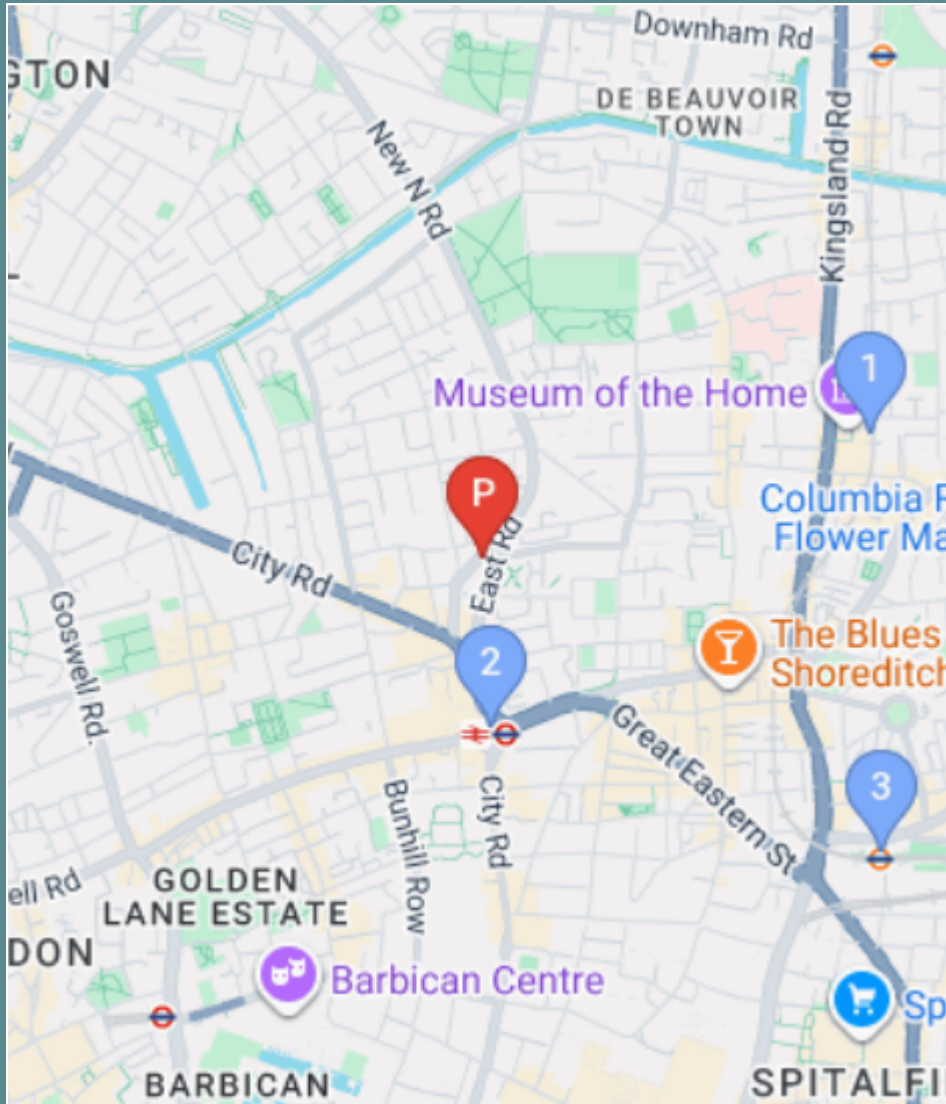 Downham Rd
GTON
DE BEAUVOIR
TOWN
New N Rd
Kingsland Rd
1
Museum of the Home
P
Columbia
Flower Ma
East Rd
City Rd
Goswell Rd.
2
The Blues
Shoreditch
Great Eastern St
3
City Rd
Bunhill Row
ell Rd
GOLDEN
LANE ESTATE
DON
Barbican Centre
Sp
BARBICAN
SPITALFI